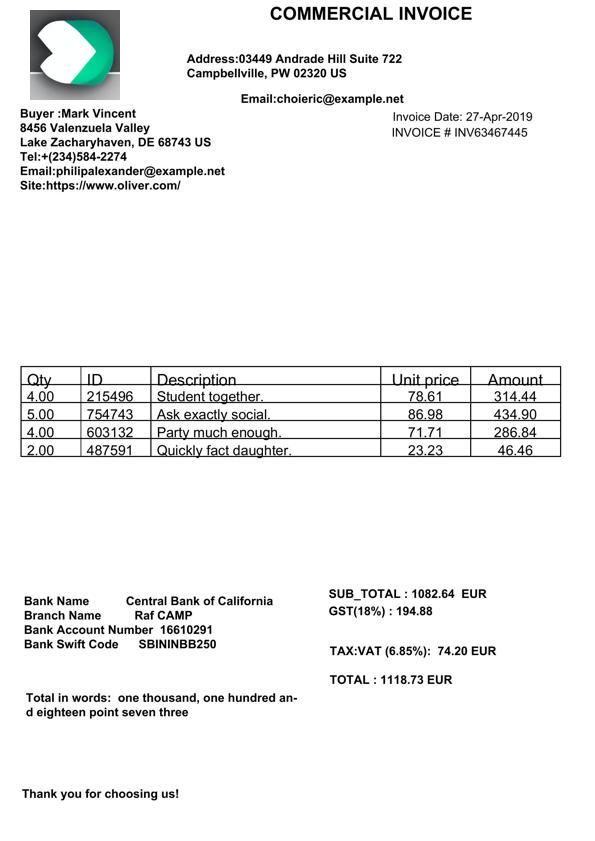 COMMERCIAL INVOICE
Address:03449 Andrade Hill Suite 722
Campbellville, PW 02320 US
Email:choieric@example.net
Buyer :Mark Vincent
8456 Valenzuela Valley
Lake Zacharyhaven, DE 68743 US
Tel:+(234)584-2274
Email:philipalexander@example.net
Site:https://www.oliver.com/
Invoice Date: 27-Apr-2019
INVOICE # INV63467445
Qty ID Description Unit price Amount
4.00 215496 Student together. 78.61 314.44
5.00 754743 Ask exactly social. 86.98 434.90
4.00 603132 Party much enough. 71.71 286.84
2.00 487591 Quickly fact daughter. 23.23 46.46
Bank Name Central Bank of California
Branch Name Raf CAMP
Bank Account Number 16610291
Bank Swift Code SBININBB250
SUB_TOTAL : 1082.64 EUR
GST(18%) : 194.88
TAX:VAT (6.85%): 74.20 EUR
TOTAL : 1118.73 EUR
Total in words: one thousand, one hundred an-
d eighteen point seven three
Thank you for choosing us!